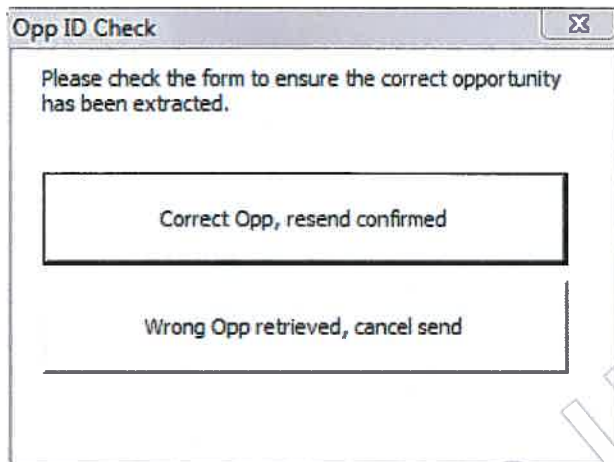 Opp ID Check
Please check the form to ensure the correct opportunity
has been extracted.
Correct Opp, resend confirmed
Wrong Opp retrieved, cancel send